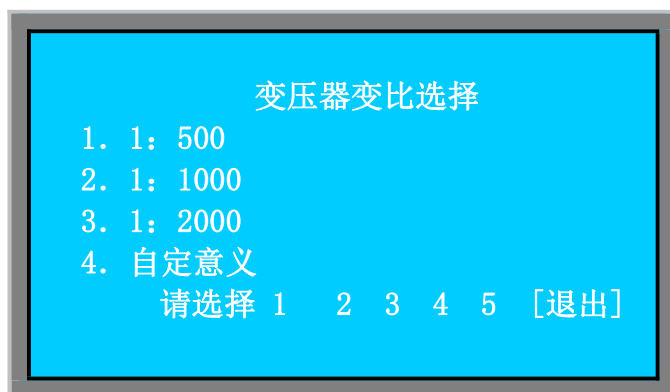 变压器变比选择
1. 1: 500
2. 1: 1000
3. 1: 2000
4. 自定意义
请选择 1 2 3 4 5 [退出]